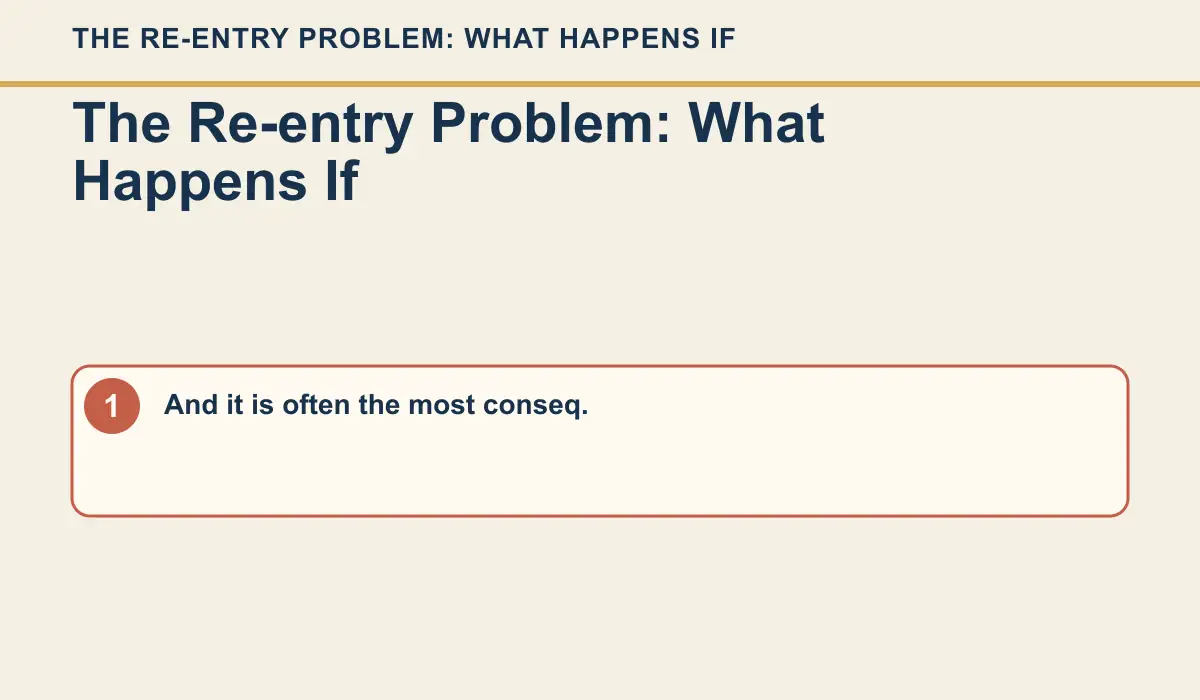 THE RE-ENTRY PROBLEM: WHAT HAPPENS IF
The Re-entry Problem: What
Happens If
1
And it is often the most conseq.